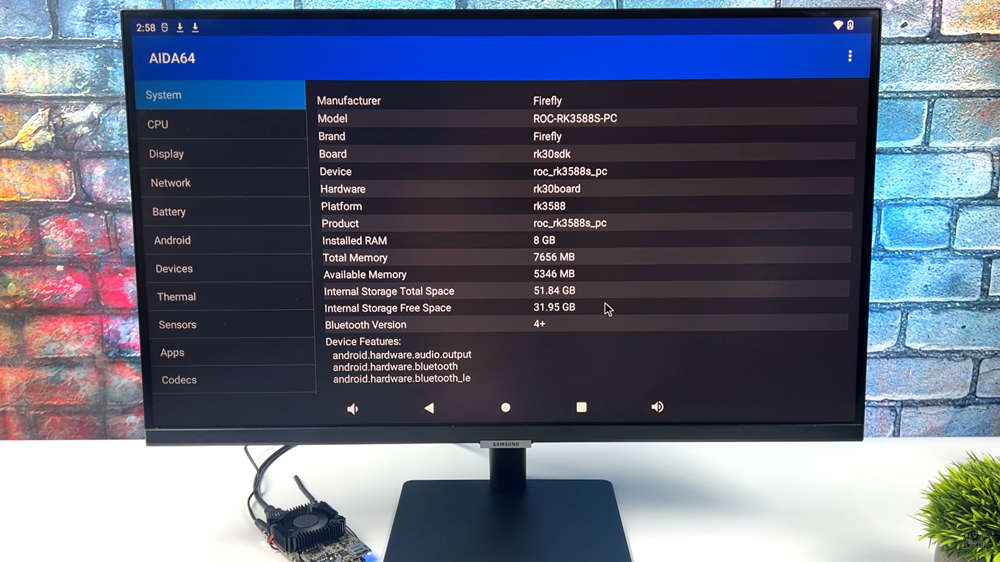 2:58
AIDA64
System
CPU
Display
Network
Battery
Android
Devices
Thermal
Sensors
Apps
Codecs
Manufacturer Firefly
Model ROC-RK3588S-PC
Brand Firefly
Board rk30sdk
Device roc_rk3588s_pc
Hardware rk30board
Platform rk3588
Product roc_rk3588s_pc
Installed RAM 8 GB
Total Memory 7656 MB
Available Memory 5346 MB
Internal Storage Total Space 51.84 GB
Internal Storage Free Space 31.95 GB
Bluetooth Version 4+
Device Features:
android.hardware.audio.output
android.hardware.bluetooth
android.hardware.bluetooth_le
SAMSUNG